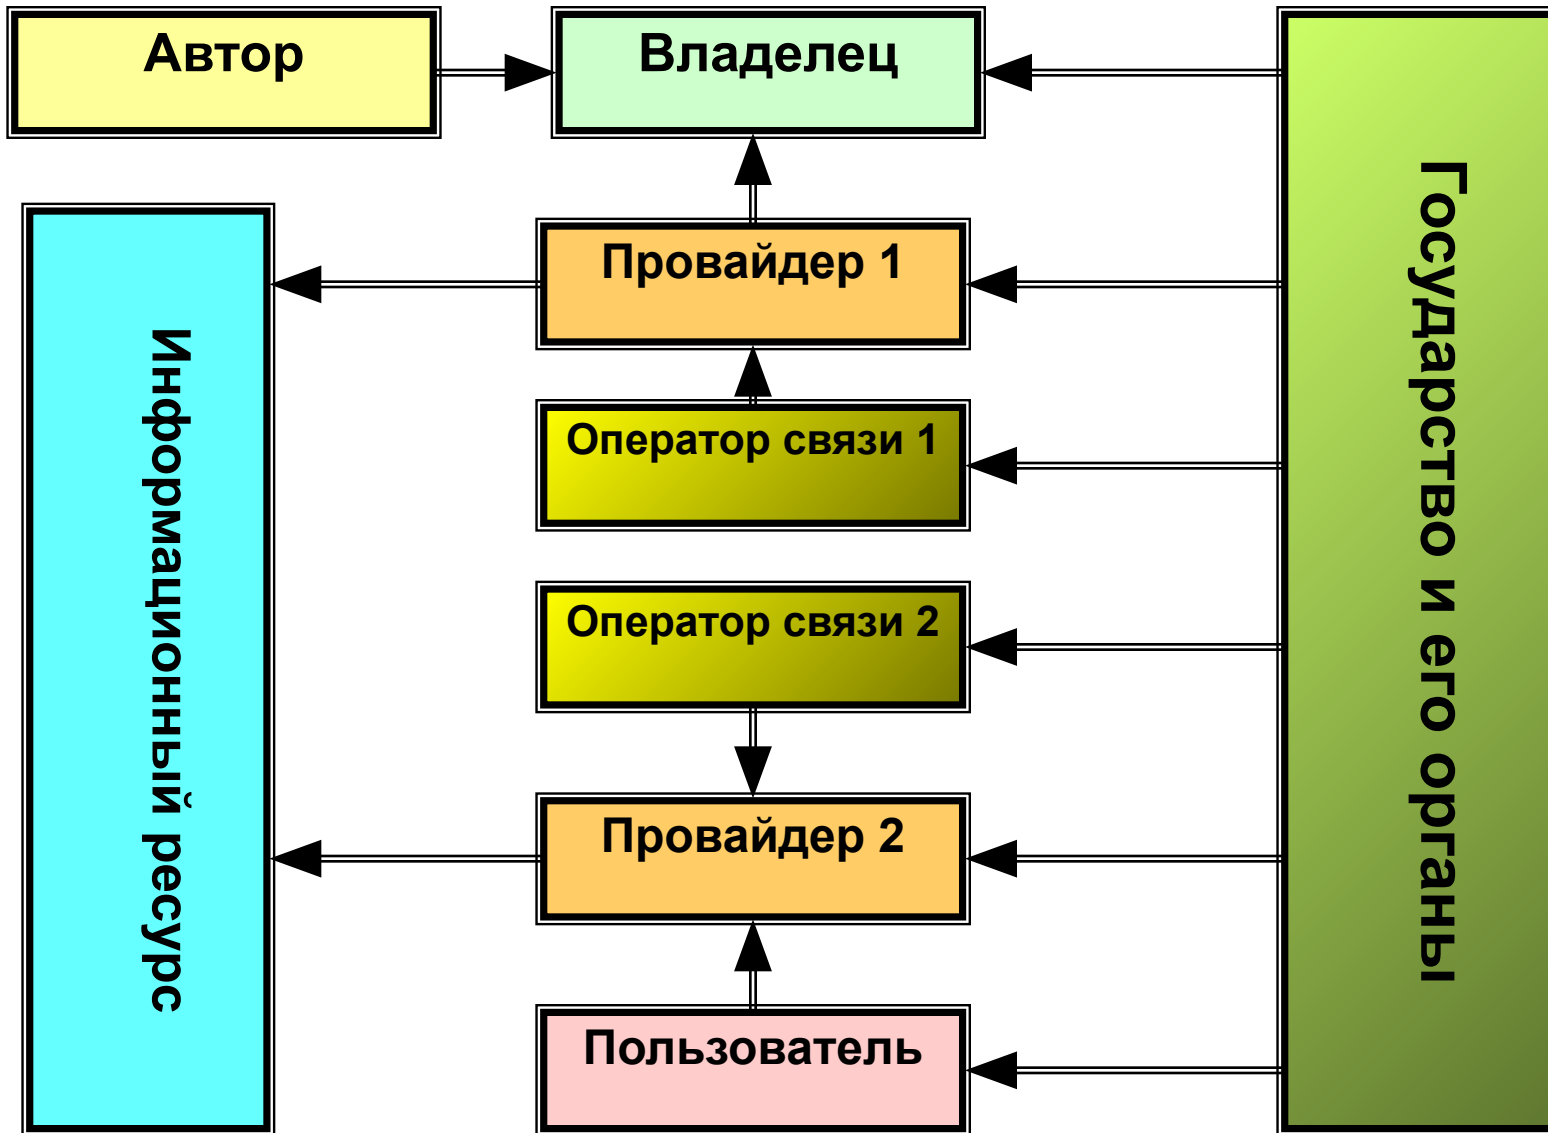 Автор
Владелец
Провайдер 1
Оператор связи 1
Оператор связи 2
Провайдер 2
Пользователь
Информационный ресурс
Государство и его органы